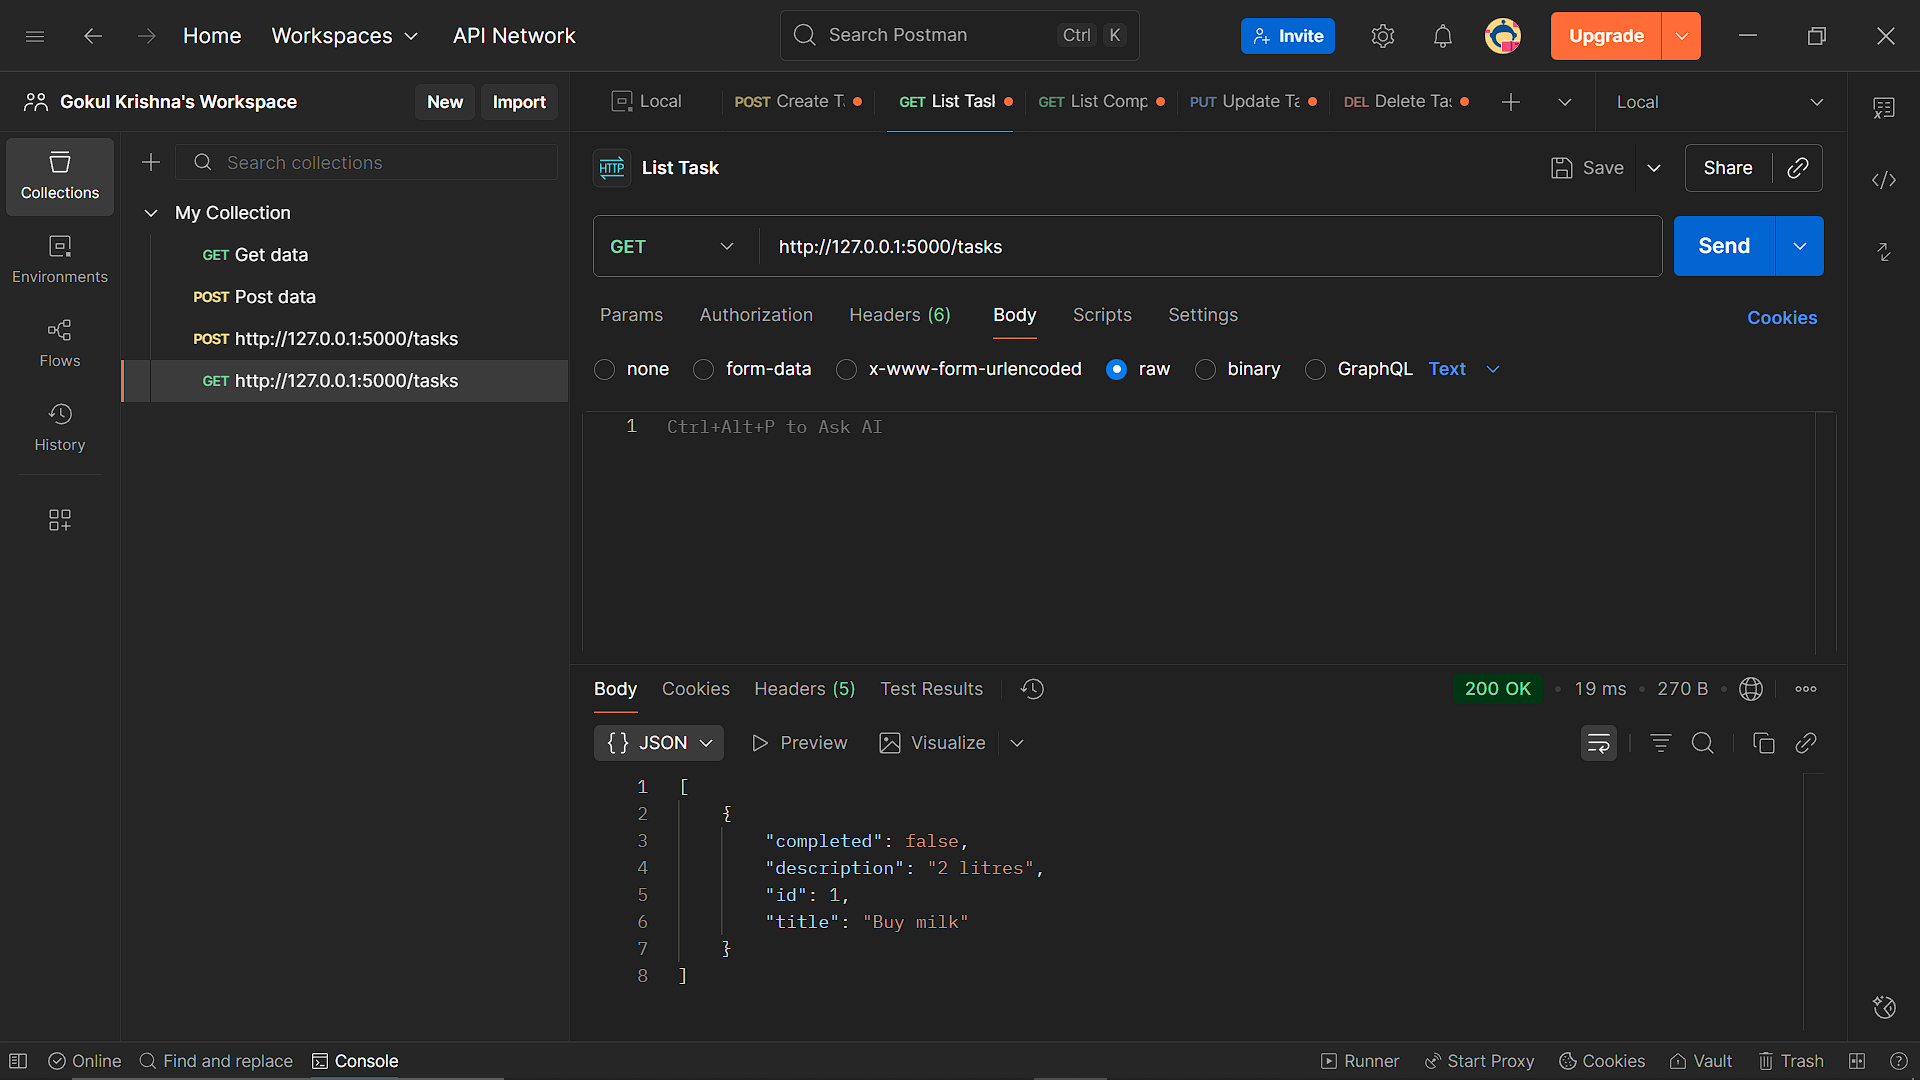 Home Workspaces API Network Search Postman Ctrl K Invite Upgrade
Gokul Krishna's Workspace New Import
Local POST Create T GET List Task GET List Comp PUT Update Ta DEL Delete Tas Local
Collections
Environments
Flows
History
Search collections
My Collection
GET Get data
POST Post data
POST http://127.0.0.1:5000/tasks
GET http://127.0.0.1:5000/tasks
HTTP List Task Save Share
GET http://127.0.0.1:5000/tasks Send
Params Authorization Headers (6) Body Scripts Settings Cookies
none form-data x-www-form-urlencoded raw binary GraphQL Text
1 Ctrl+Alt+P to Ask AI
Body Cookies Headers (5) Test Results 200 OK • 19 ms • 270 B •
{} JSON Preview Visualize
1 [
2 {
3 "completed": false,
4 "description": "2 litres",
5 "id": 1,
6 "title": "Buy milk"
7 }
8 ]
Online Find and replace Console Runner Start Proxy Cookies Vault Trash